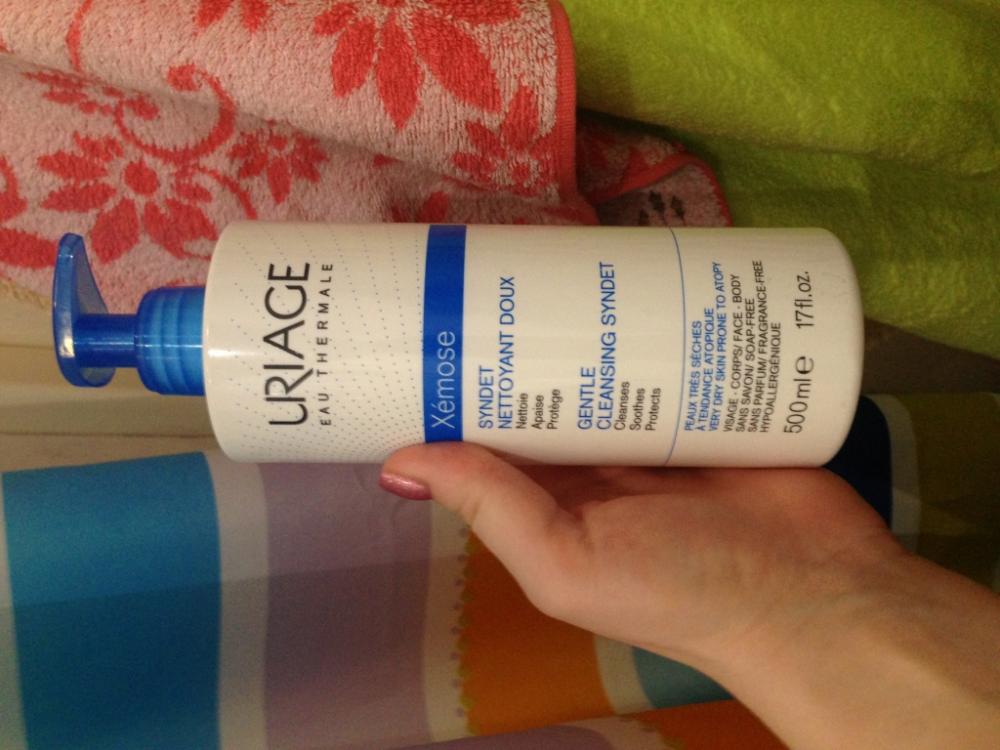 URIAGE
EAU THERMALE
Xémose
SYNDET
NETTOYANT DOUX
Nettoie
Apaise
Protège
GENTLE
CLEANSING SYNDET
Cleanses
Soothes
Protects
PEAUX TRÈS SÈCHES
À TENDANCE ATOPIQUE
VERY DRY SKIN PRONE TO ATOPY
VISAGE - CORPS/ FACE - BODY
SANS SAVON/ SOAP-FREE
SANS PARFUM/ FRAGRANCE-FREE
HYPOALLERGÉNIQUE
500ml℮ 17fl.oz.